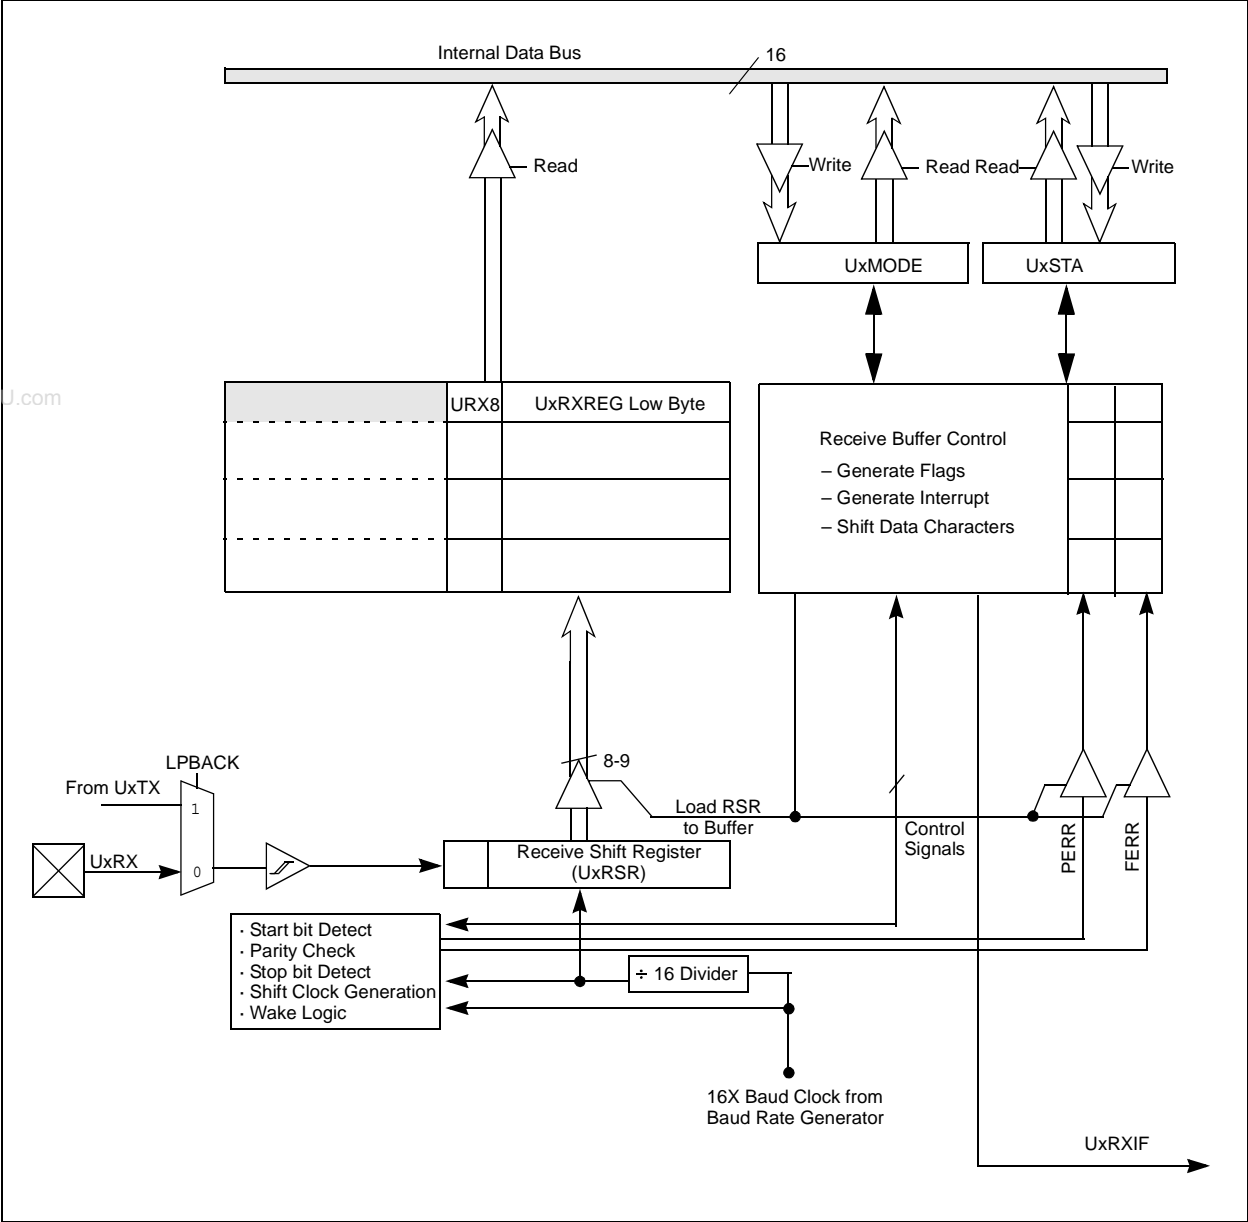 Internal Data Bus
16
Read
Write
Read Read
Write
UxMODE
UxSTA
U.com
URX8
UxRXREG Low Byte
Receive Buffer Control
– Generate Flags
– Generate Interrupt
– Shift Data Characters
8-9
LPBACK
From UxTX
1
Load RSR
to Buffer
Control
Signals
PERR
FERR
UxRX
0
Receive Shift Register
(UxRSR)
· Start bit Detect
· Parity Check
· Stop bit Detect
· Shift Clock Generation
· Wake Logic
÷ 16 Divider
16X Baud Clock from
Baud Rate Generator
UxRXIF